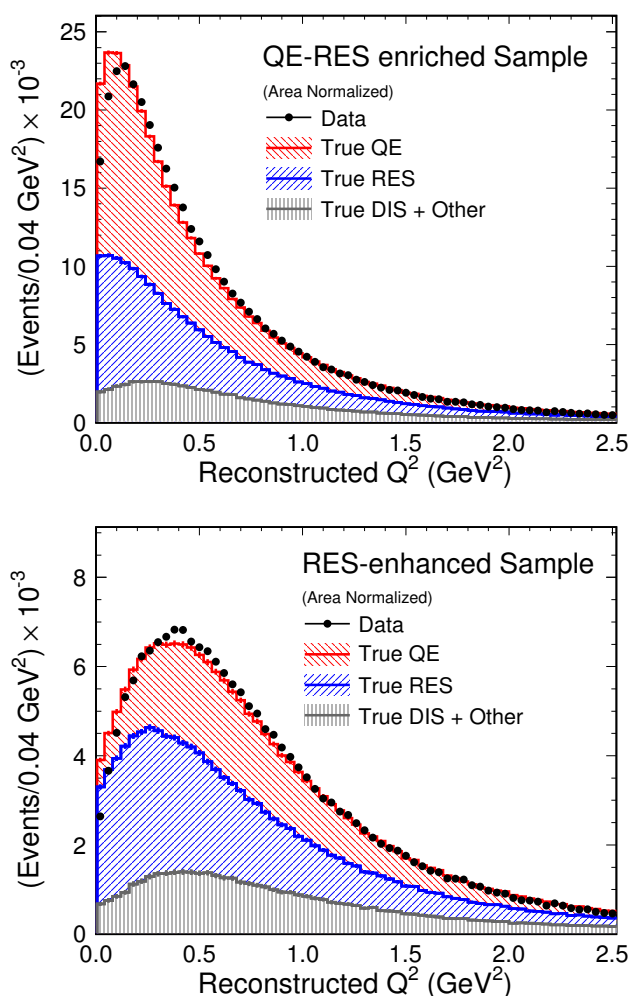 25
20
15
10
5
0
(Events/0.04 GeV²) × 10⁻³
QE-RES enriched Sample
(Area Normalized)
Data
True QE
True RES
True DIS + Other
0.0 0.5 1.0 1.5 2.0 2.5
Reconstructed Q² (GeV²)
8
6
4
2
0
(Events/0.04 GeV²) × 10⁻³
RES-enhanced Sample
(Area Normalized)
Data
True QE
True RES
True DIS + Other
0.0 0.5 1.0 1.5 2.0 2.5
Reconstructed Q² (GeV²)